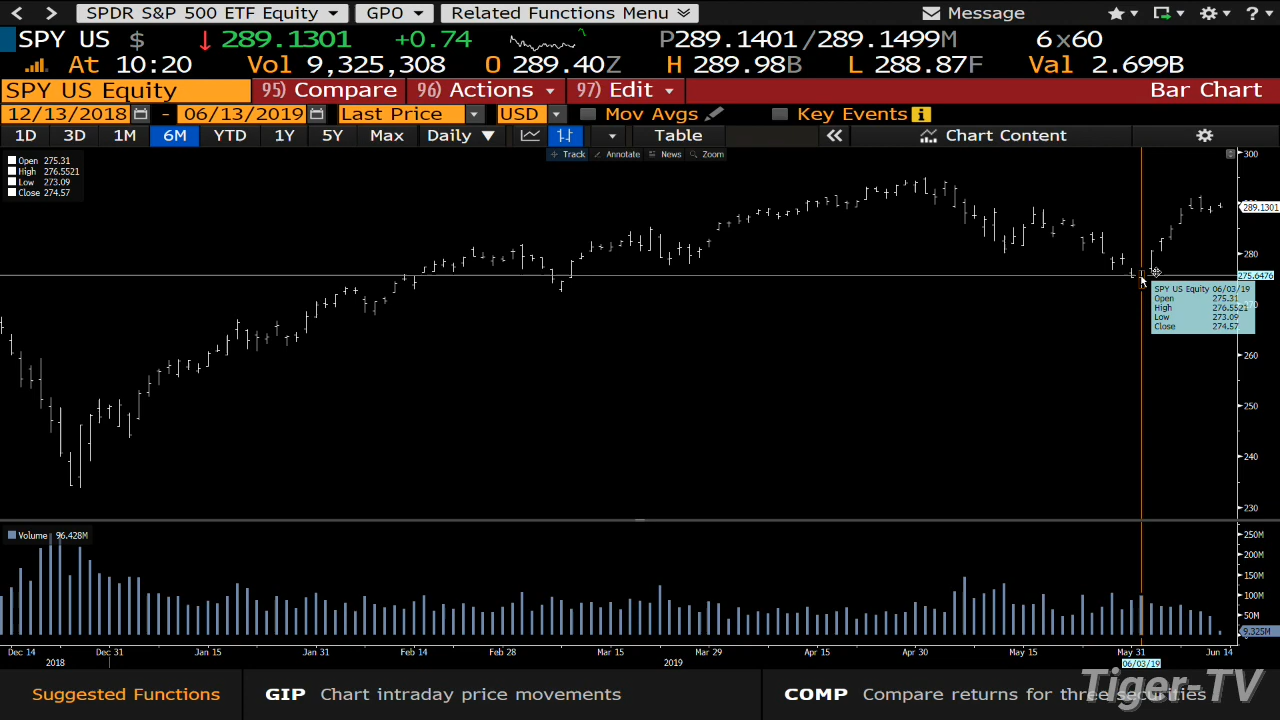 SPDR S&P 500 ETF Equity GPO Related Functions Menu Message ?
SPY US $ ↓ 289.1301 +0.74 P289.1401/289.1499M 6x60
At 10:20 Vol 9,325,308 O 289.40Z H 289.98B L 288.87F Val 2.699B
SPY US Equity 95) Compare 96) Actions 97) Edit Bar Chart
12/13/2018 - 06/13/2019 Last Price USD Mov Avgs Key Events i
1D 3D 1M 6M YTD 1Y 5Y Max Daily ▼ Table « Chart Content
Track Annotate News Zoom
Open 275.31
High 276.5521
Low 273.09
Close 274.57
300
289.1301
280
275.6476
SPY US Equity 06/03/19
Open 275.31
High 276.5521
Low 273.09
Close 274.57
270
260
250
240
230
Volume 96.428M
250M
200M
150M
100M
50M
9.325M
Dec 14 Dec 31 Jan 15 Jan 31 Feb 14 Feb 28 Mar 15 Mar 29 Apr 15 Apr 30 May 15 May 31 Jun 14
2018 2019 06/03/19
Suggested Functions GIP Chart intraday price movements COMP Compare returns for three securities
Tiger-TV